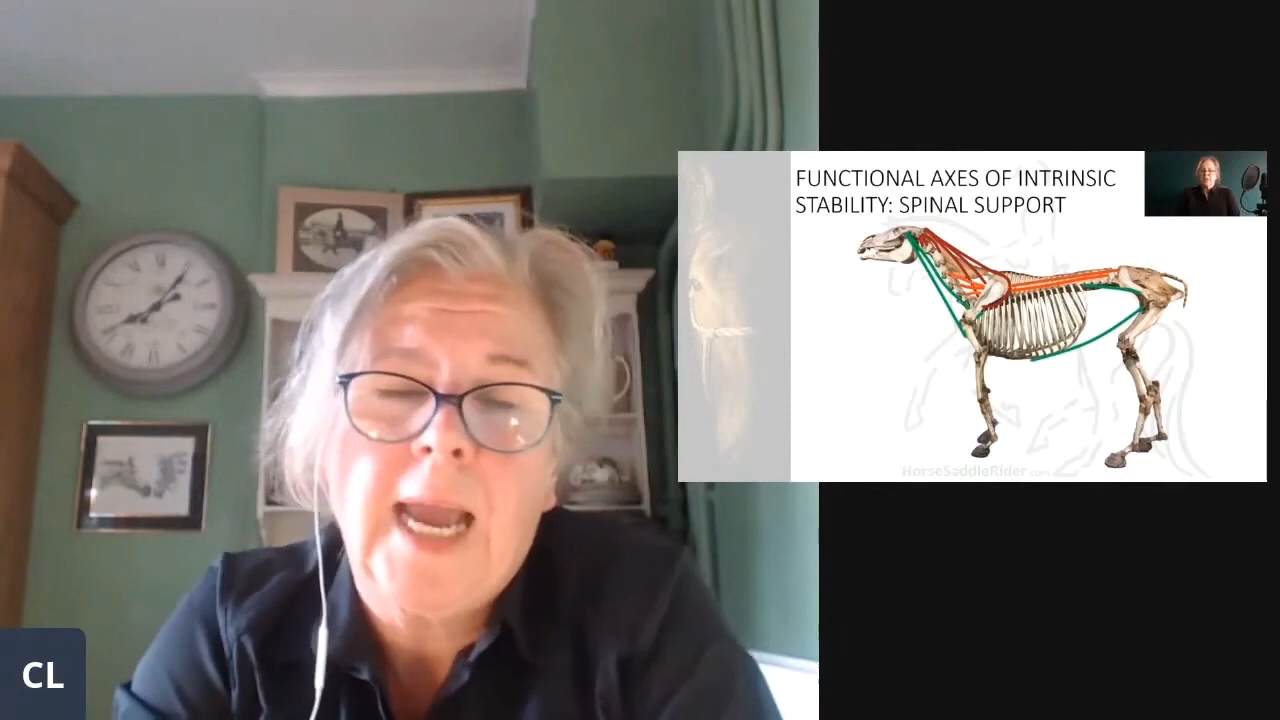 FUNCTIONAL AXES OF INTRINSIC
STABILITY: SPINAL SUPPORT
HorseSaddleRider.com
CL